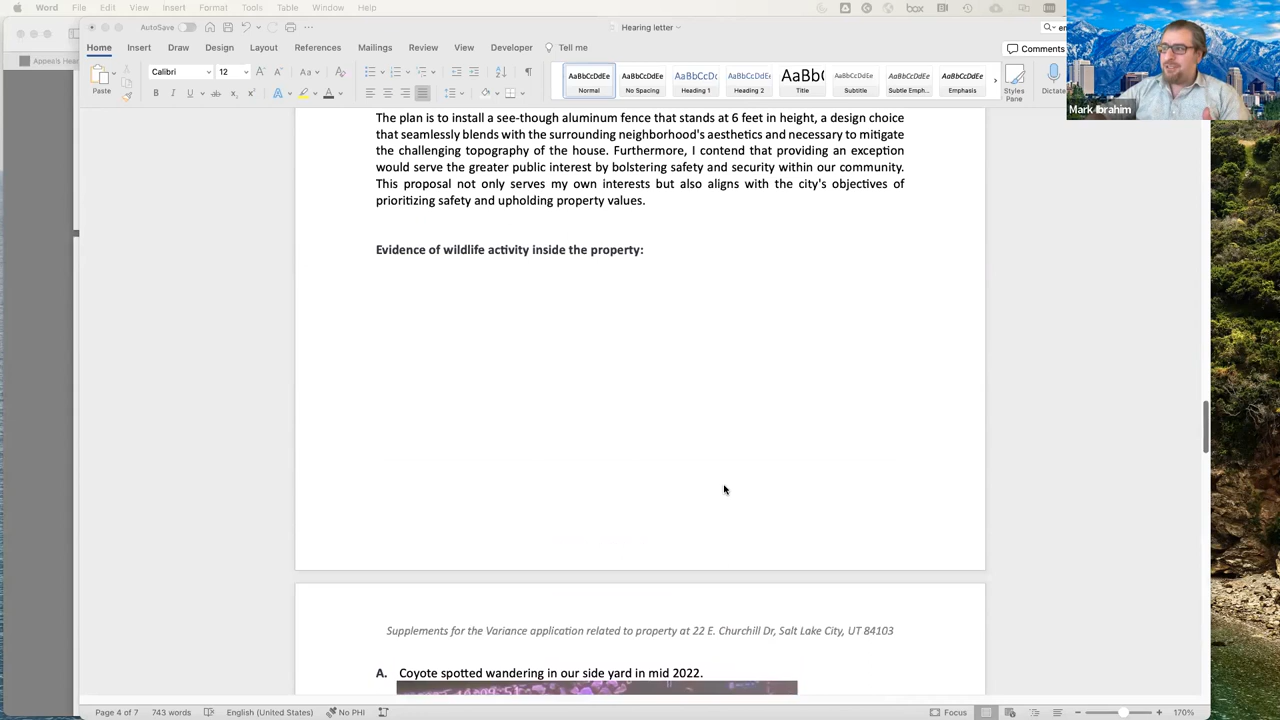 Word File Edit View Insert Format Tools Table Window Help
box
AutoSave
Hearing letter
Home Insert Draw Design Layout References Mailings Review View Developer Tell me
Comments
Appeals Hear
Paste
Calibri 12
AaBbCcDdEe AaBbCcDdEe AaBbCcDc AaBbCcDdEe AaBb( AaBbCcDdEe AaBbCcDdEe AaBbCcDdEe
Normal No Spacing Heading 1 Heading 2 Title Subtitle Subtle Emph... Emphasis
Styles Pane
Dictate
Mark Ibrahim
The plan is to install a see-though aluminum fence that stands at 6 feet in height, a design choice
that seamlessly blends with the surrounding neighborhood's aesthetics and necessary to mitigate
the challenging topography of the house. Furthermore, I contend that providing an exception
would serve the greater public interest by bolstering safety and security within our community.
This proposal not only serves my own interests but also aligns with the city's objectives of
prioritizing safety and upholding property values.
Evidence of wildlife activity inside the property:
Supplements for the Variance application related to property at 22 E. Churchill Dr, Salt Lake City, UT 84103
A. Coyote spotted wandering in our side yard in mid 2022.
Page 4 of 7 743 words English (United States) No PHI Focus 170%